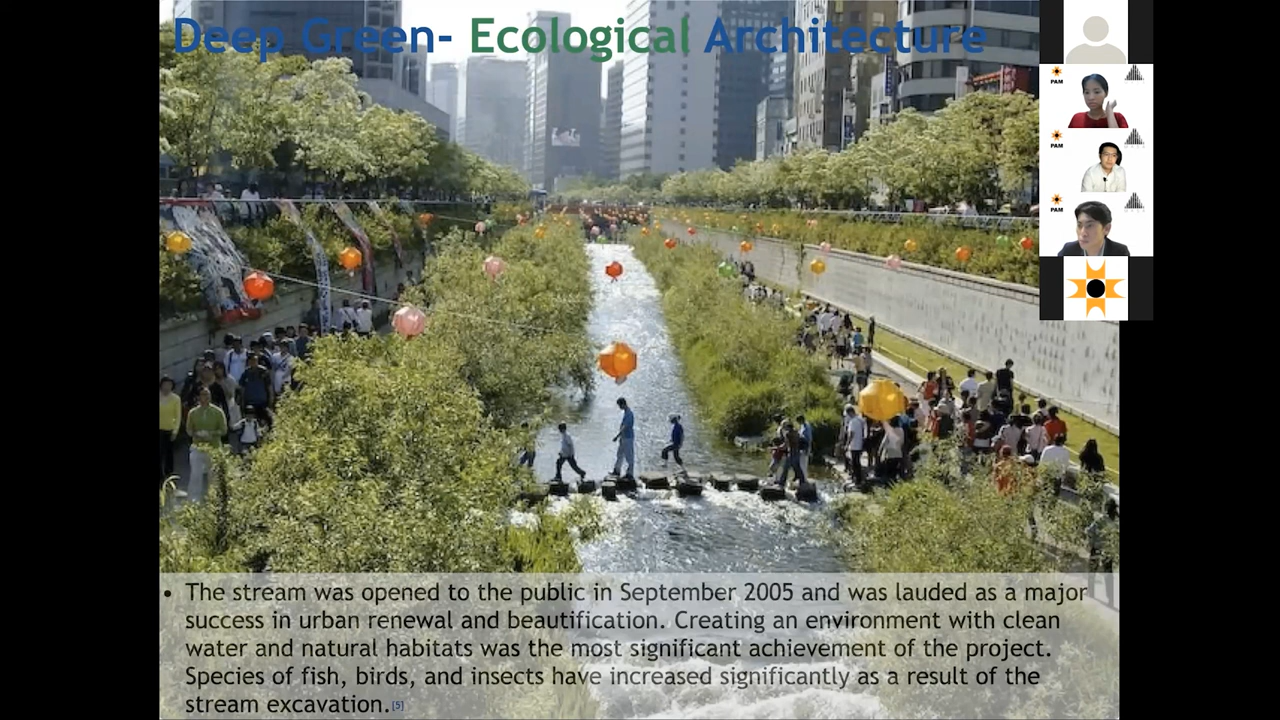 Deep Green- Ecological Architecture
PAM
PAM
PAM
• The stream was opened to the public in September 2005 and was lauded as a major
success in urban renewal and beautification. Creating an environment with clean
water and natural habitats was the most significant achievement of the project.
Species of fish, birds, and insects have increased significantly as a result of the
stream excavation.[5]